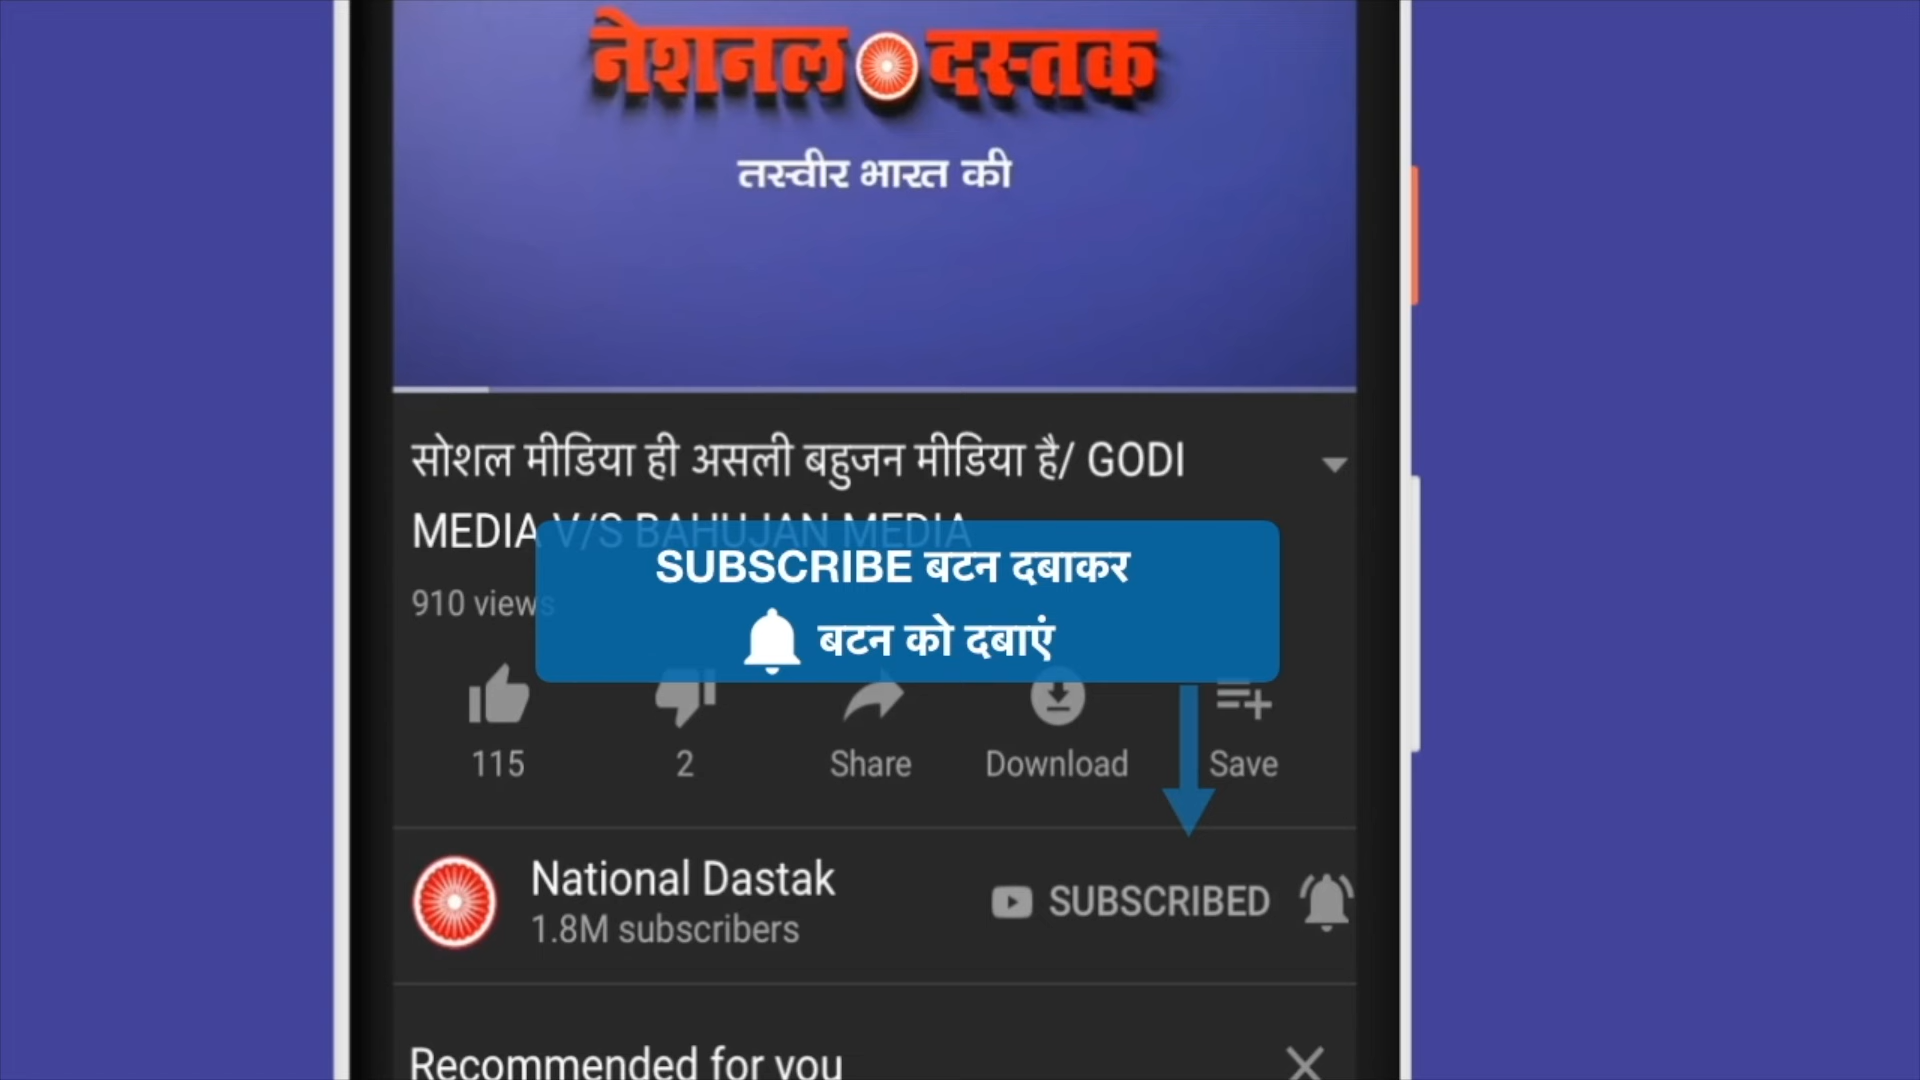 नेशनल दस्तक
तस्वीर भारत की
सोशल मीडिया ही असली बहुजन मीडिया है/ GODI
MEDIA V/S BAHUJAN MEDIA
910 views
SUBSCRIBE बटन दबाकर
बटन को दबाएं
115
2
Share
Download
Save
National Dastak
1.8M subscribers
SUBSCRIBED
Recommended for you